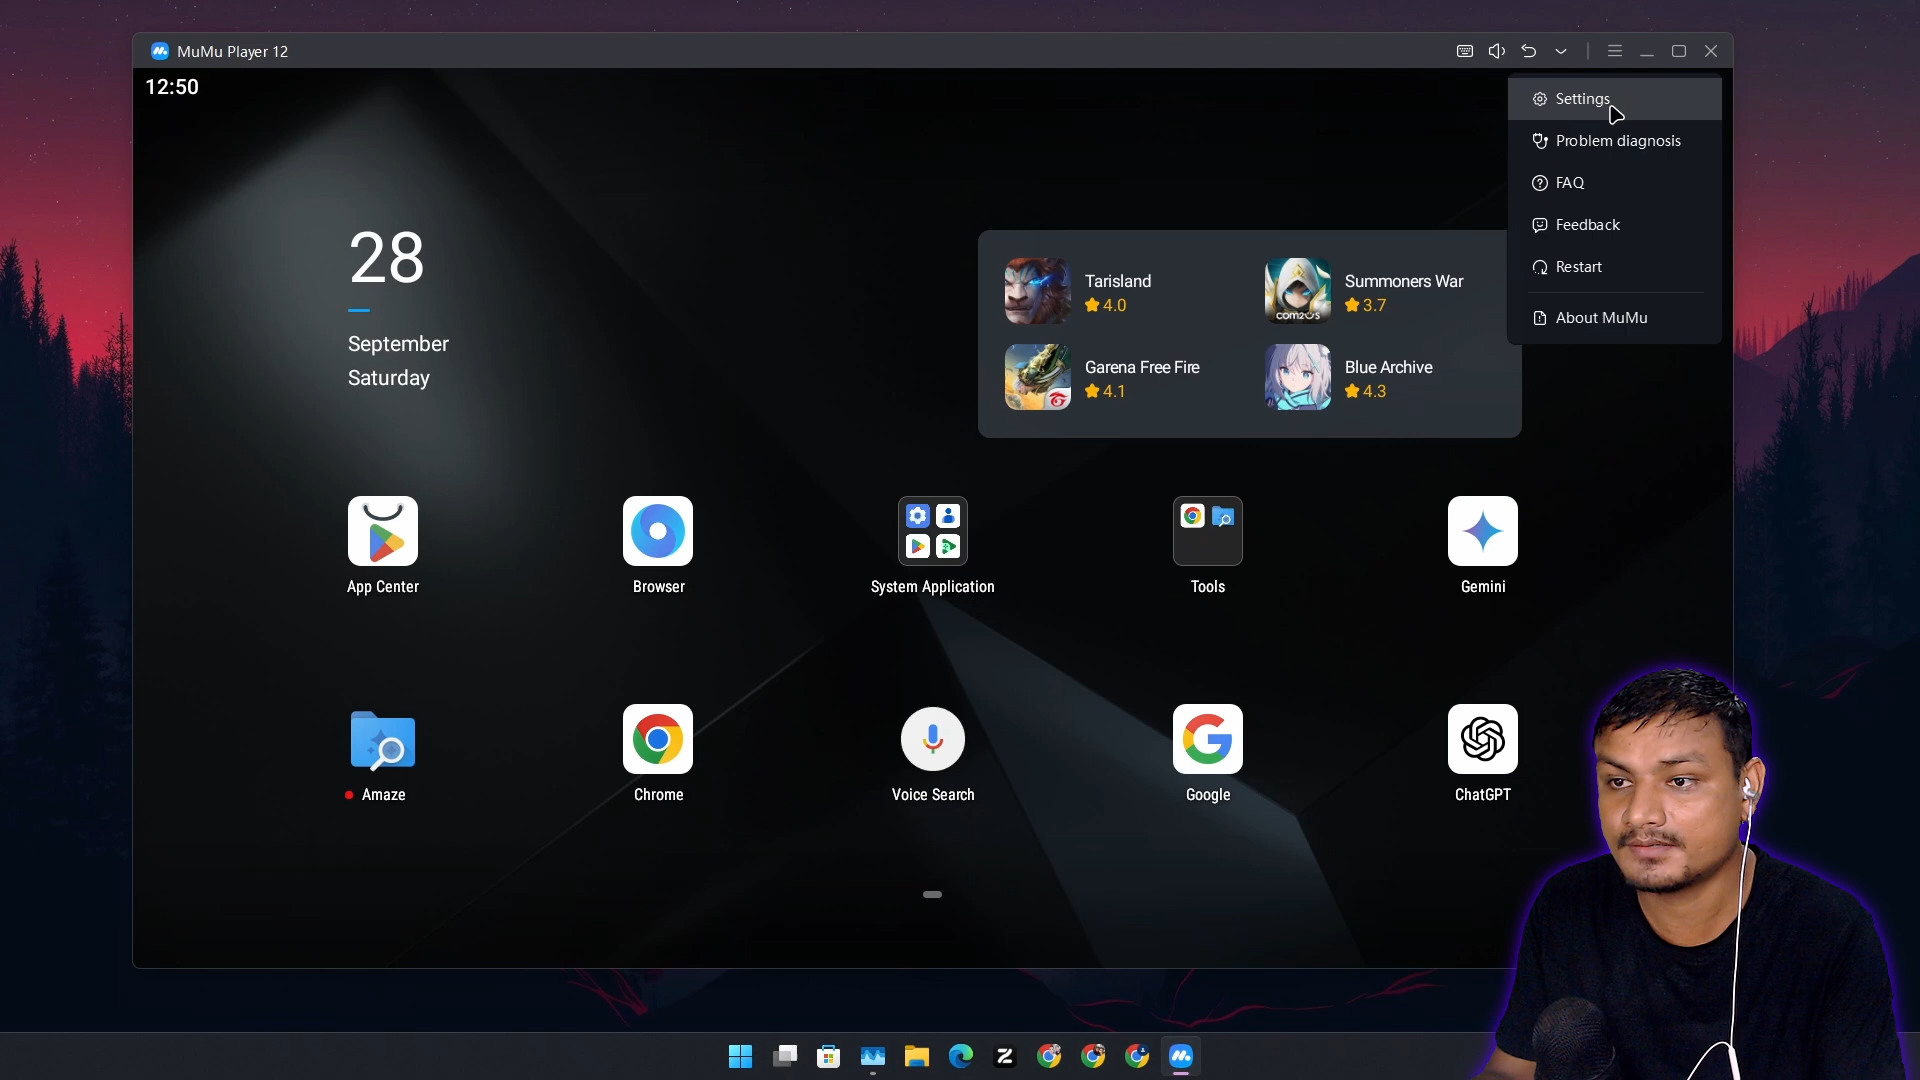 MuMu Player 12
12:50
Settings
Problem diagnosis
FAQ
Feedback
Restart
About MuMu
28
September
Saturday
Tarisland
4.0
Summoners War
3.7
COM2US
Garena Free Fire
4.1
Blue Archive
4.3
App Center
Browser
System Application
Tools
Gemini
Amaze
Chrome
Voice Search
Google
ChatGPT